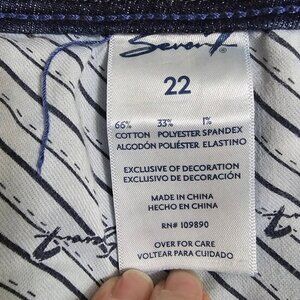 Seven7
22
66% 33% 1%
COTTON POLYESTER SPANDEX
ALGODÓN POLIÉSTER ELASTINO
EXCLUSIVE OF DECORATION
EXCLUSIVO DE DECORACIÓN
MADE IN CHINA
HECHO EN CHINA
RN# 109890
OVER FOR CARE
VOLTEAR PARA CUIDADO